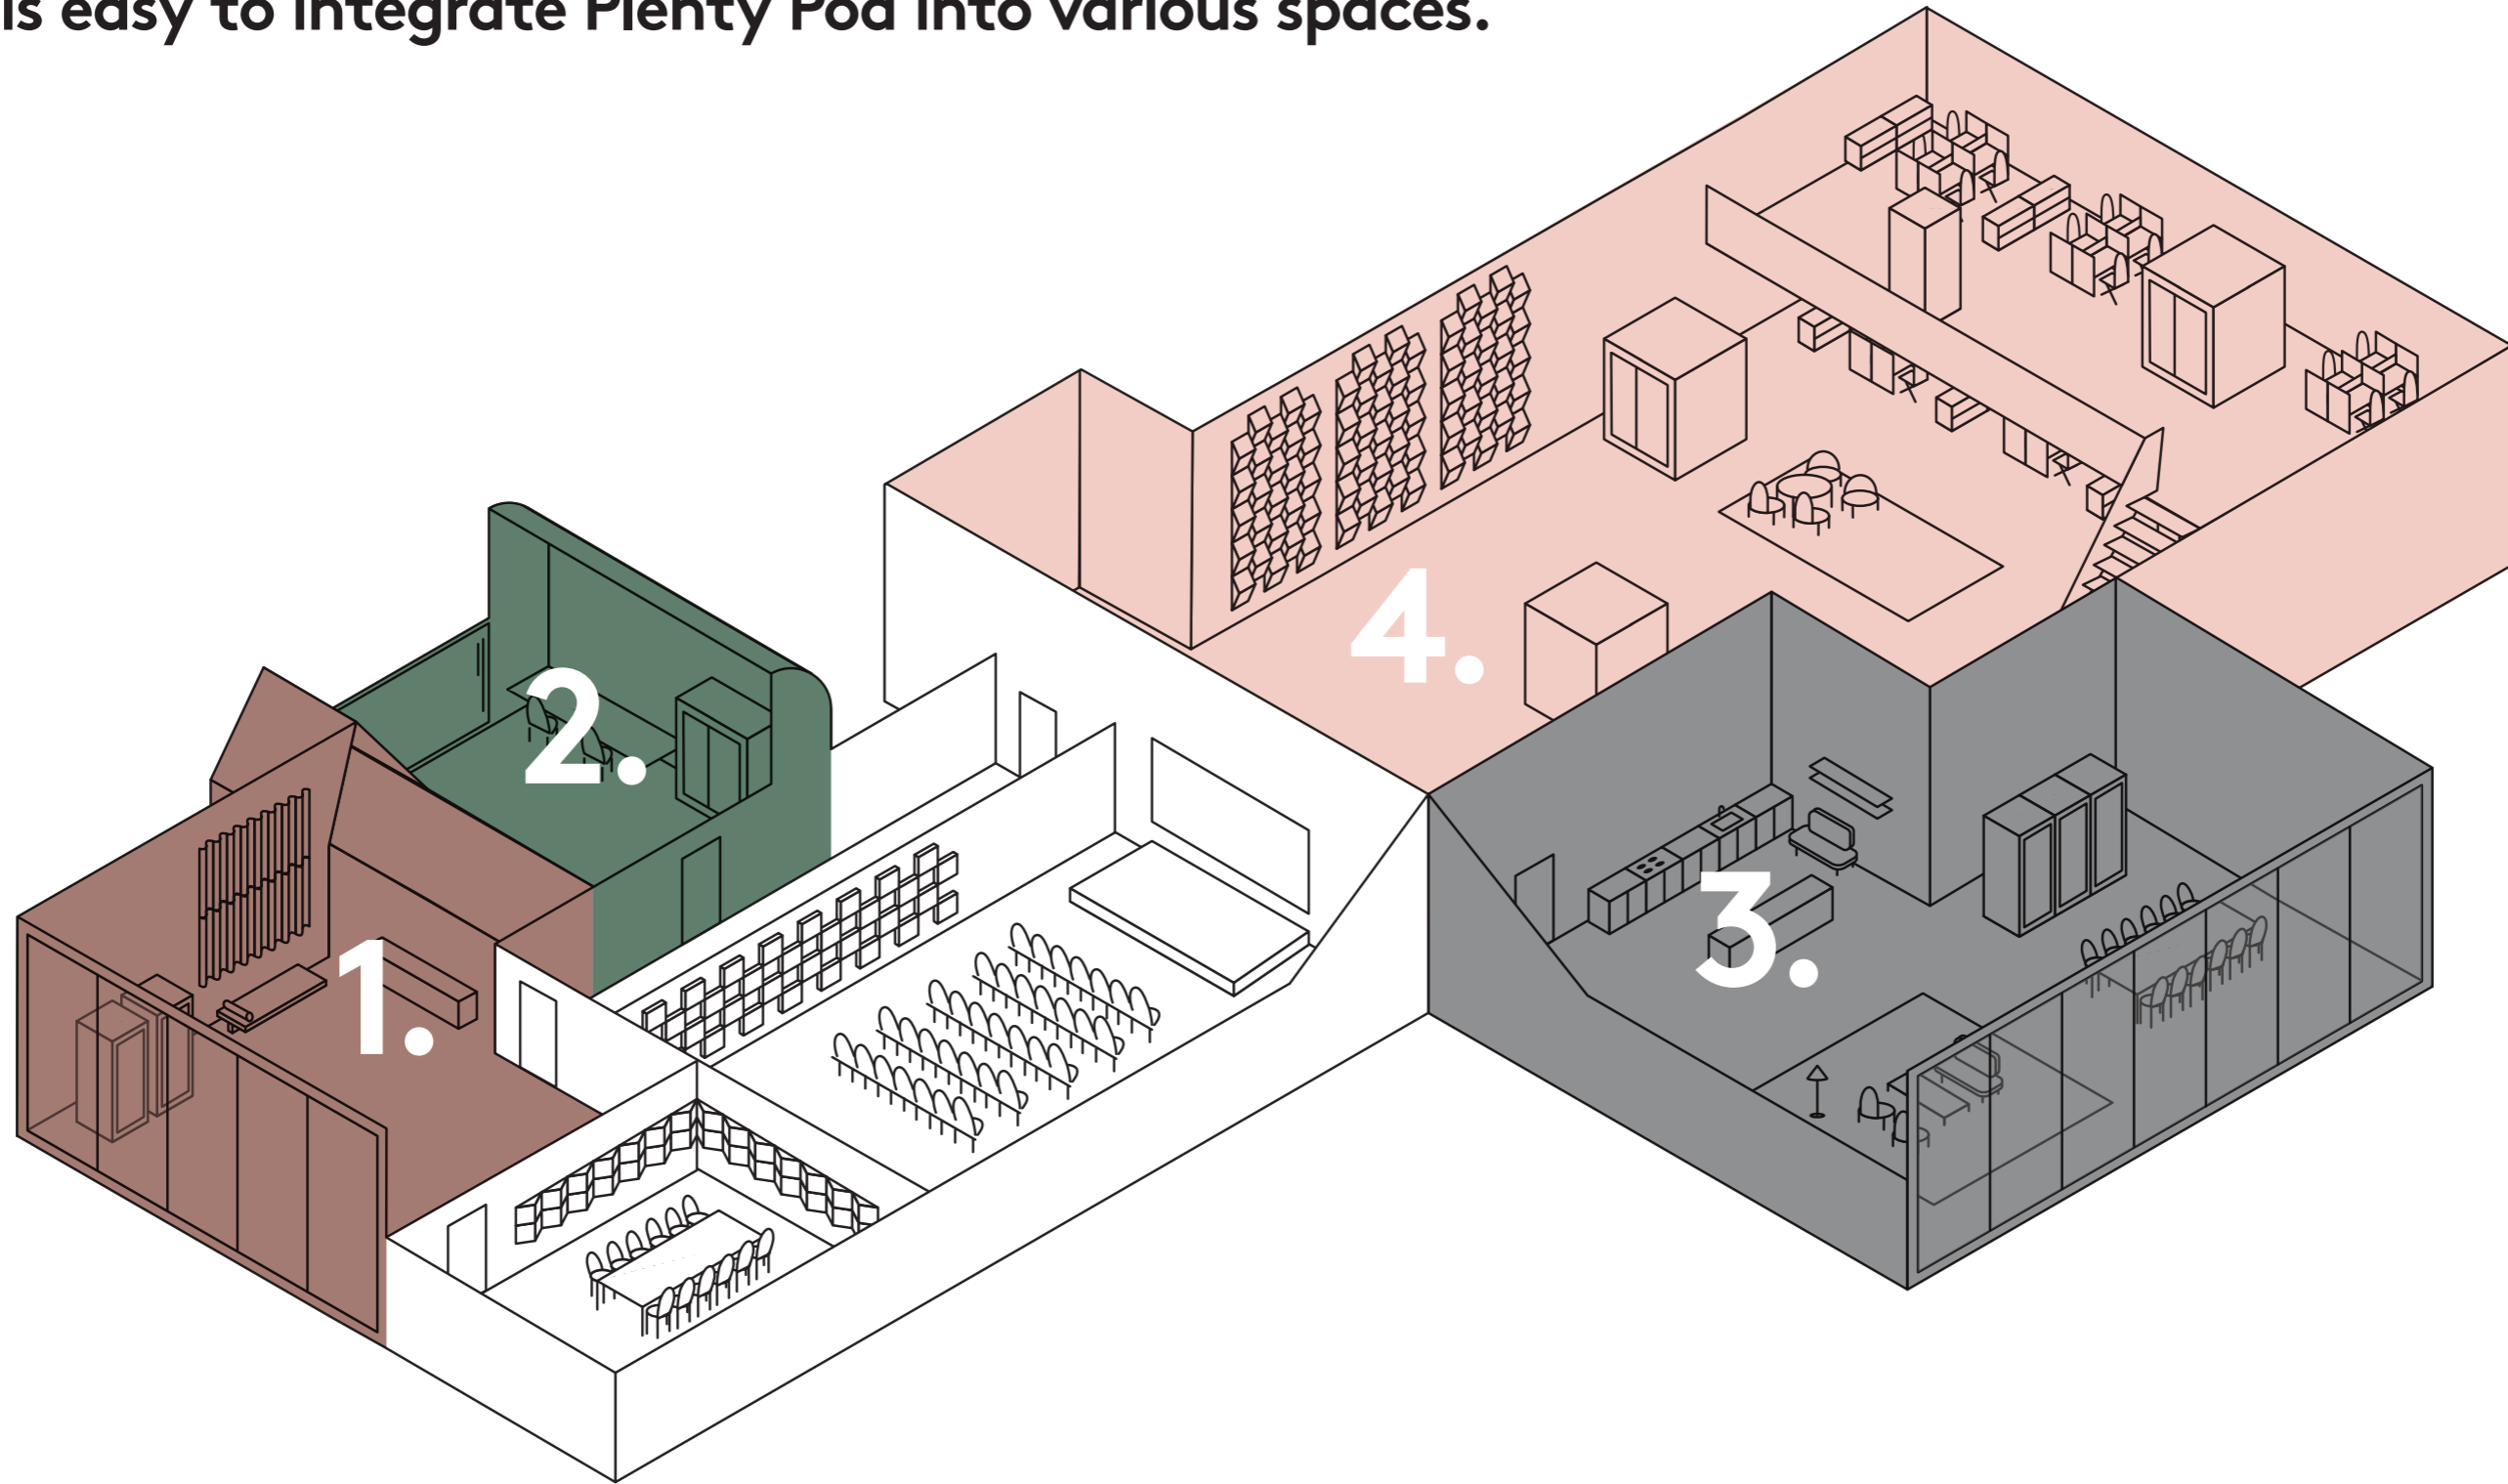 is easy to integrate Plenty Pod into various spaces.
4.
2.
3.
1.